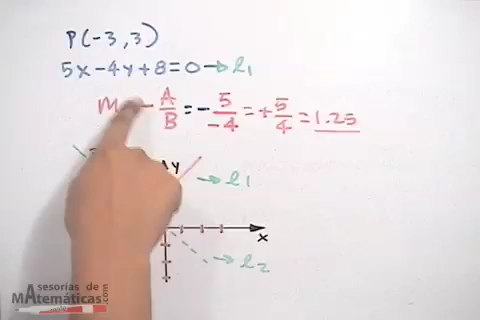 P(-3,3)
5x-4y+8=0→l1
m = -A/B = -5/-4 = +5/4 = 1.25
y
→l1
x
→l2
Asesorías de
Matemáticas.com